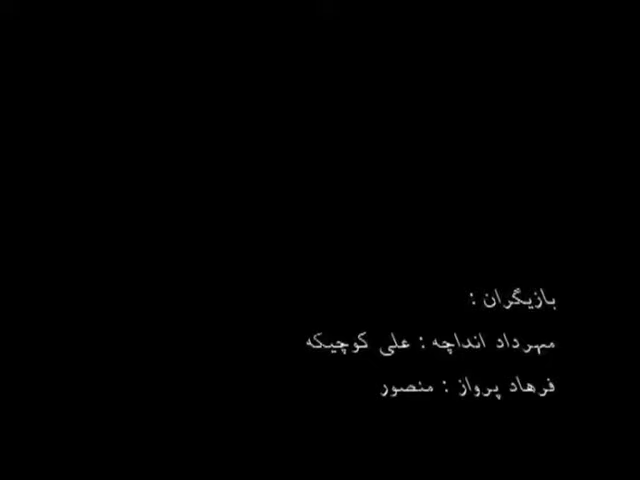 بازیگران :
مهرداد انداچه : علی کوچیکه
فرهاد پرواز : منصور